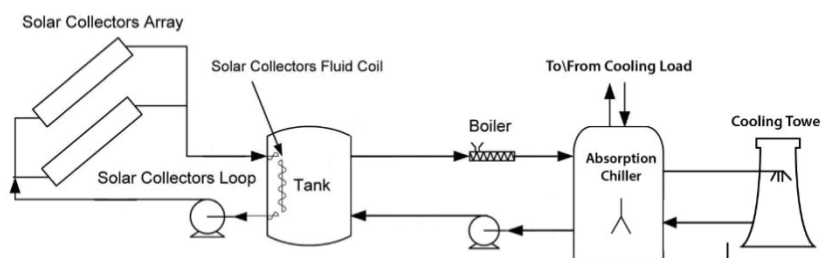 Solar Collectors Array
Solar Collectors Fluid Coil
To\From Cooling Load
Boiler
Cooling Towe
Absorption
Chiller
Solar Collectors Loop
Tank